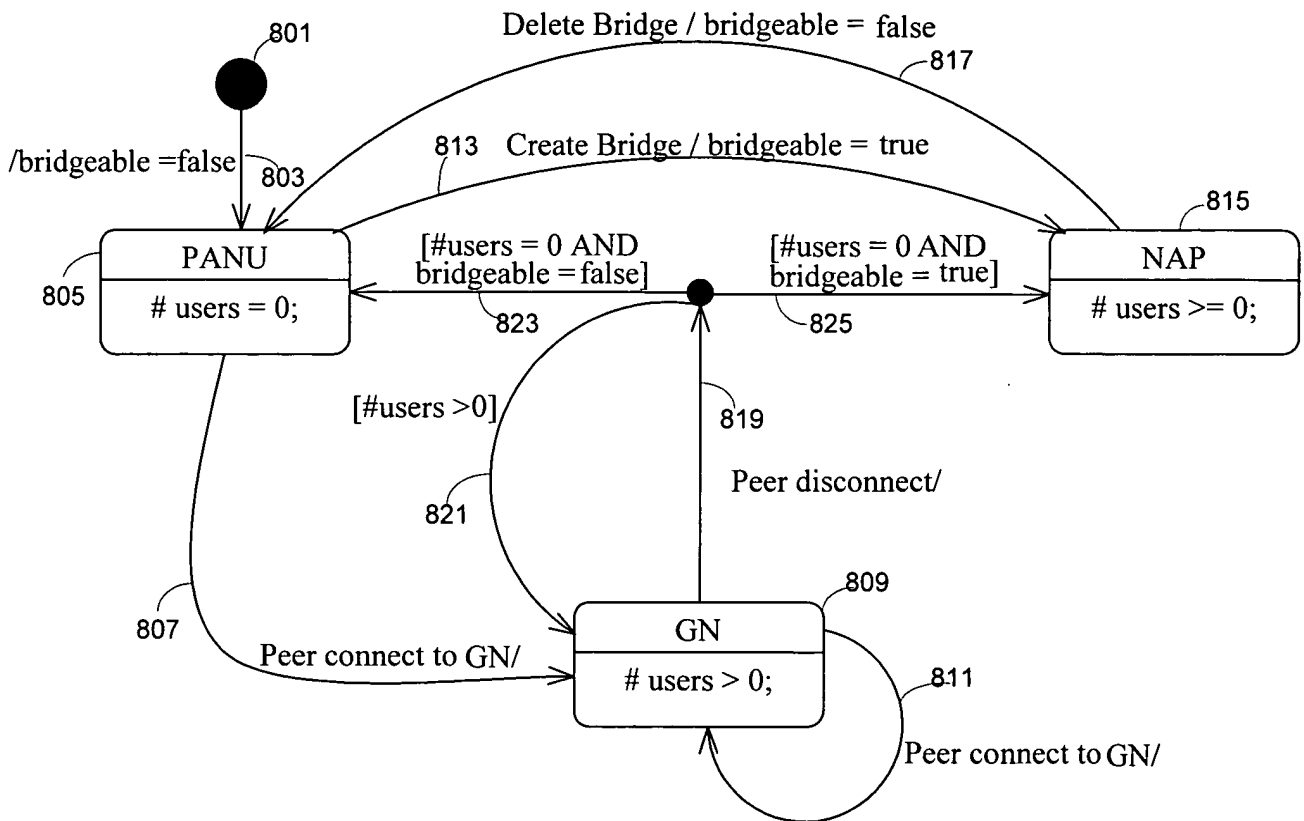 801
Delete Bridge / bridgeable = false
817
/bridgeable =false
803
813
Create Bridge / bridgeable = true
815
PANU
# users = 0;
805
[#users = 0 AND
bridgeable = false]
823
[#users = 0 AND
bridgeable = true]
825
NAP
# users >= 0;
[#users >0]
819
821
Peer disconnect/
807
809
GN
# users > 0;
Peer connect to GN/
811
Peer connect to GN/